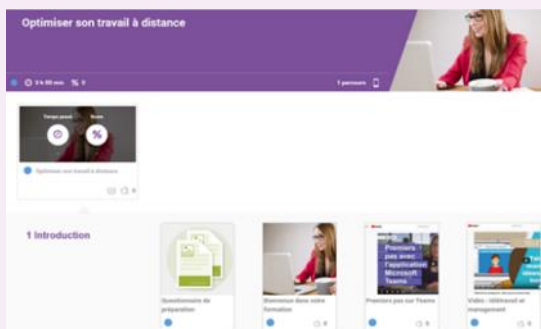 Optimiser son travail à distance
1 parcours
Temps passé
Score
Optimiser son travail à distance
1 Introduction
Premiers
pas avec
l'application
Microsoft
Teams
Questionnaire de
préparation
Bienvenue dans votre
formation
Premiers pas sur Teams
Vidéo : télétravail et
management